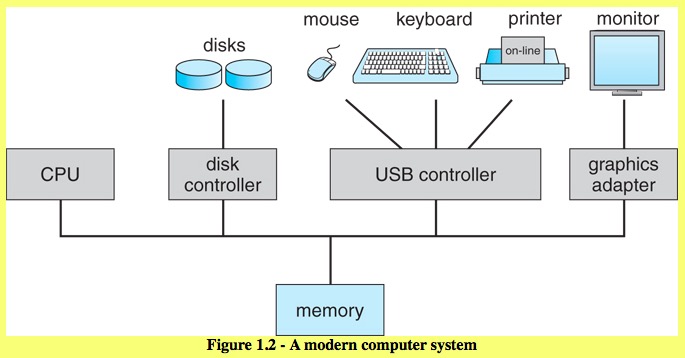 mouse
keyboard
printer
monitor
disks
on-line
CPU
disk
controller
USB controller
graphics
adapter
memory
Figure 1.2 - A modern computer system